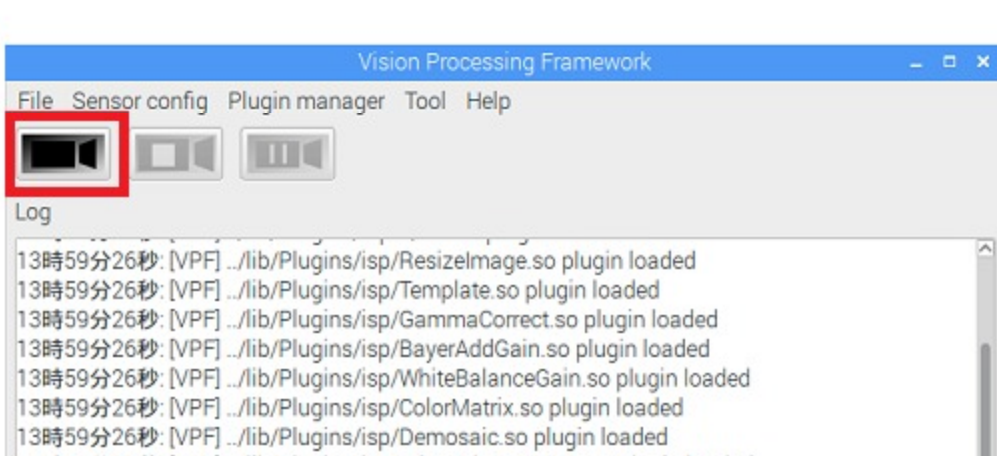 Vision Processing Framework
File Sensor config Plugin manager Tool Help
Log
13時59分26秒: [VPF] ../lib/Plugins/isp/ResizeImage.so plugin loaded
13時59分26秒: [VPF] ../lib/Plugins/isp/Template.so plugin loaded
13時59分26秒: [VPF] ../lib/Plugins/isp/GammaCorrect.so plugin loaded
13時59分26秒: [VPF] ../lib/Plugins/isp/BayerAddGain.so plugin loaded
13時59分26秒: [VPF] ../lib/Plugins/isp/WhiteBalanceGain.so plugin loaded
13時59分26秒: [VPF] ../lib/Plugins/isp/ColorMatrix.so plugin loaded
13時59分26秒: [VPF] ../lib/Plugins/isp/Demosaic.so plugin loaded